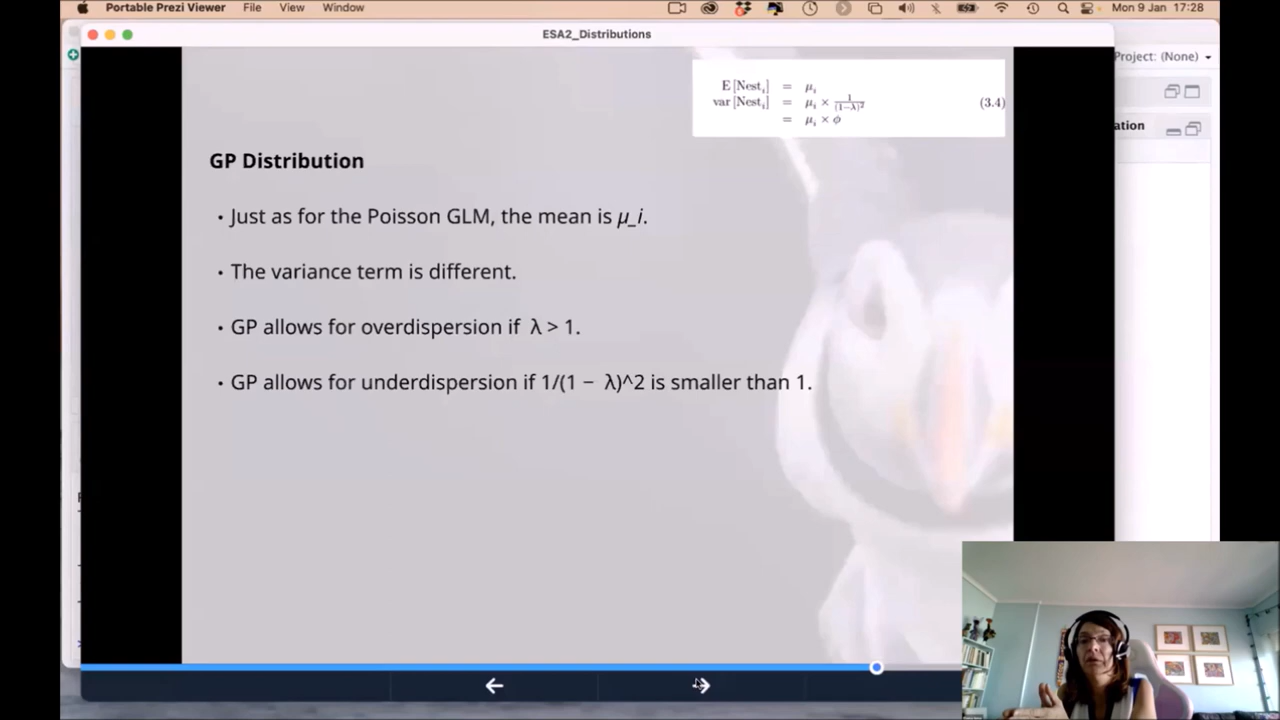 Portable Prezi Viewer File View Window Mon 9 Jan 17:28
ESA2_Distributions
Project: (None)
E[Nest_i] = μ_i
var[Nest_i] = μ_i × 1/(1−λ)² (3.4)
= μ_i × ϕ
ation
GP Distribution
• Just as for the Poisson GLM, the mean is μ_i.
• The variance term is different.
• GP allows for overdispersion if λ > 1.
• GP allows for underdispersion if 1/(1 − λ)^2 is smaller than 1.